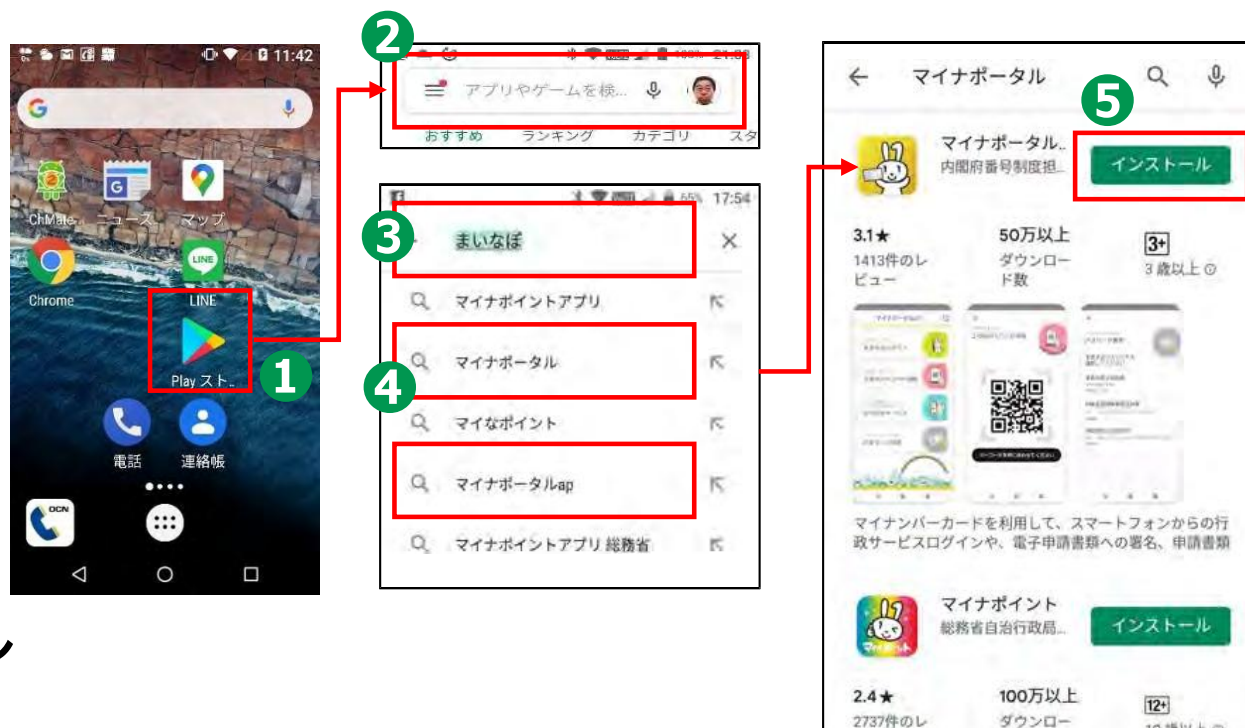 11:42
G
ChMate
ニュース
マップ
Chrome
LINE
LINE
Play スト..
1
電話
連絡帳
OCN
2
アプリやゲームを検...
おすすめ
ランキング
カテゴリ
スタ
65% 17:54
3
まいなぽ
マイナポイントアプリ
4
マイナポータル
マイなポイント
マイナポータルap
マイナポイントアプリ 総務省
マイナポータル
5
マイナポータル..
内閣府番号制度担...
インストール
3.1★
1413件のレ
ビュー
50万以上
ダウンロー
ド数
3+
3 歳以上
マイナンバーカードを利用して、スマートフォンからの行
政サービスログインや、電子申請書類への署名、申請書類
マイナポイント
総務省自治行政局...
インストール
2.4★
2737件のレ
100万以上
ダウンロー
12+
ル